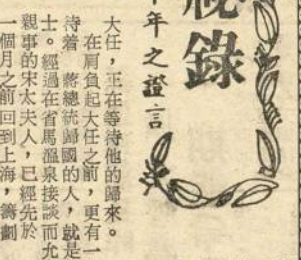 秘錄
年之證言
大任，正在等待他的歸來。
在肩負起大任之前，更有一
待着　蔣總統歸國的人，就是
士。經過在省馬溫泉接談而允
親事的宋太夫人，已經先於
一個月之前回到上海，籌劃